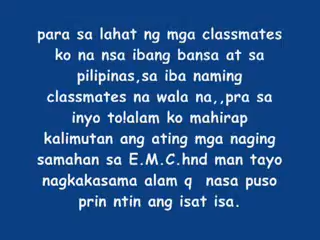 para sa lahat ng mga classmates
ko na nsa ibang bansa at sa
pilipinas,sa iba naming
classmates na wala na,,pra sa
inyo tolalam ko mahirap
kalimutan ang ating mga naging
samahan sa E.M.C.hnd man tayo
nagkakasama alam q nasa puso
prin ntin ang isat isa.